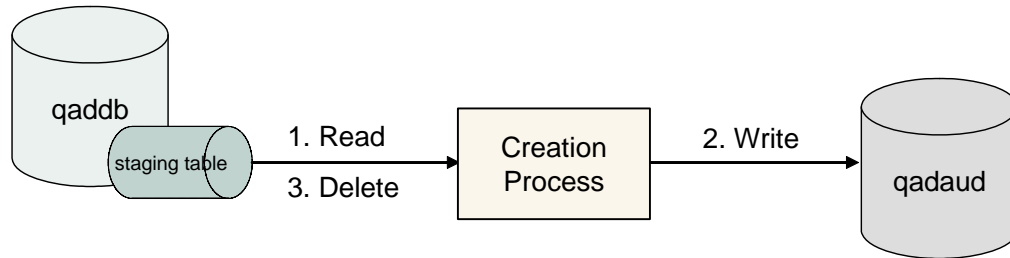 qaddb
staging table
1. Read
3. Delete
Creation
Process
2. Write
qadaud